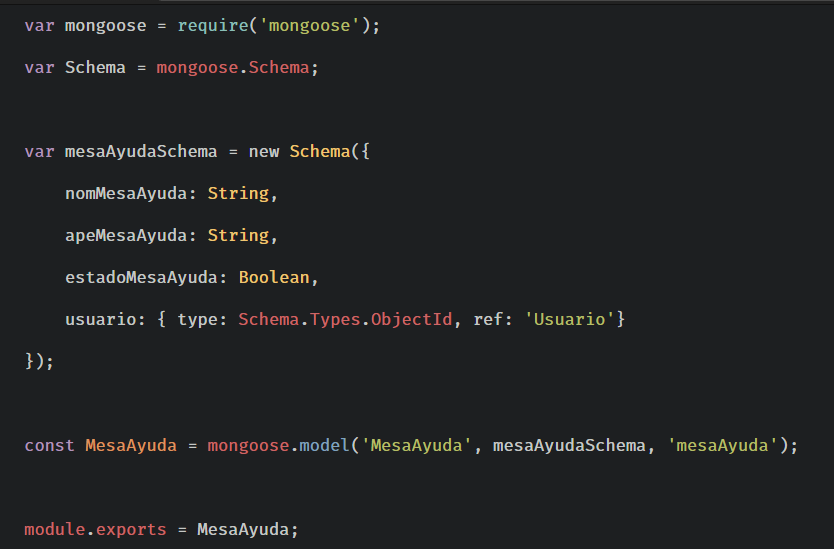 var mongoose = require('mongoose');
var Schema = mongoose.Schema;
var mesaAyudaSchema = new Schema({
    nomMesaAyuda: String,
    apeMesaAyuda: String,
    estadoMesaAyuda: Boolean,
    usuario: { type: Schema.Types.ObjectId, ref: 'Usuario'}
});
const MesaAyuda = mongoose.model('MesaAyuda', mesaAyudaSchema, 'mesaAyuda');
module.exports = MesaAyuda;